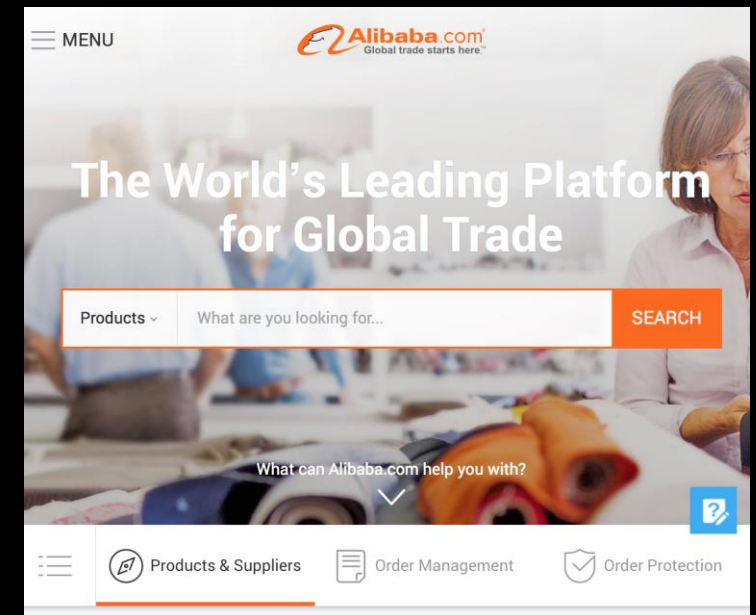 MENU
Alibaba.com
Global trade starts here.™
The World's Leading Platform
for Global Trade
Products
What are you looking for...
SEARCH
What can Alibaba.com help you with?
?
Products & Suppliers
Order Management
Order Protection